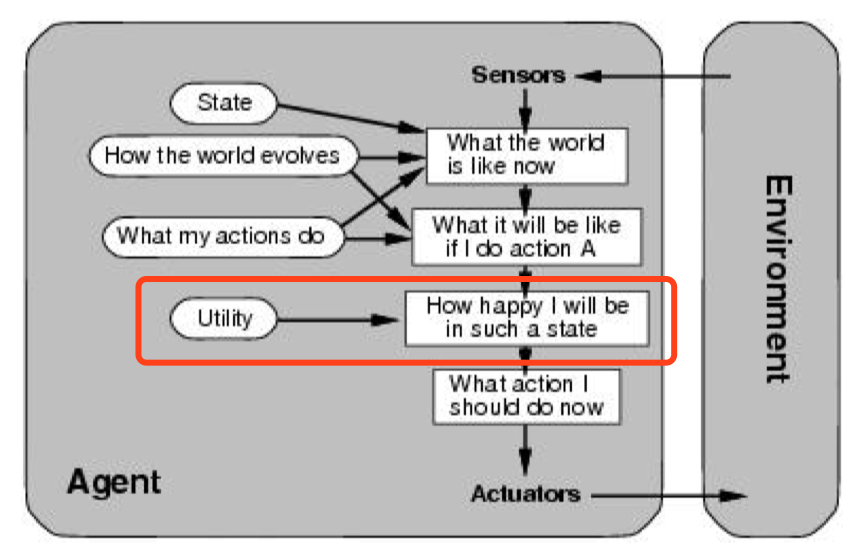 Sensors
State
What the world
is like now
How the world evolves
What my actions do
What it will be like
if I do action A
Utility
How happy I will be
in such a state
What action I
should do now
Agent
Actuators
Environment